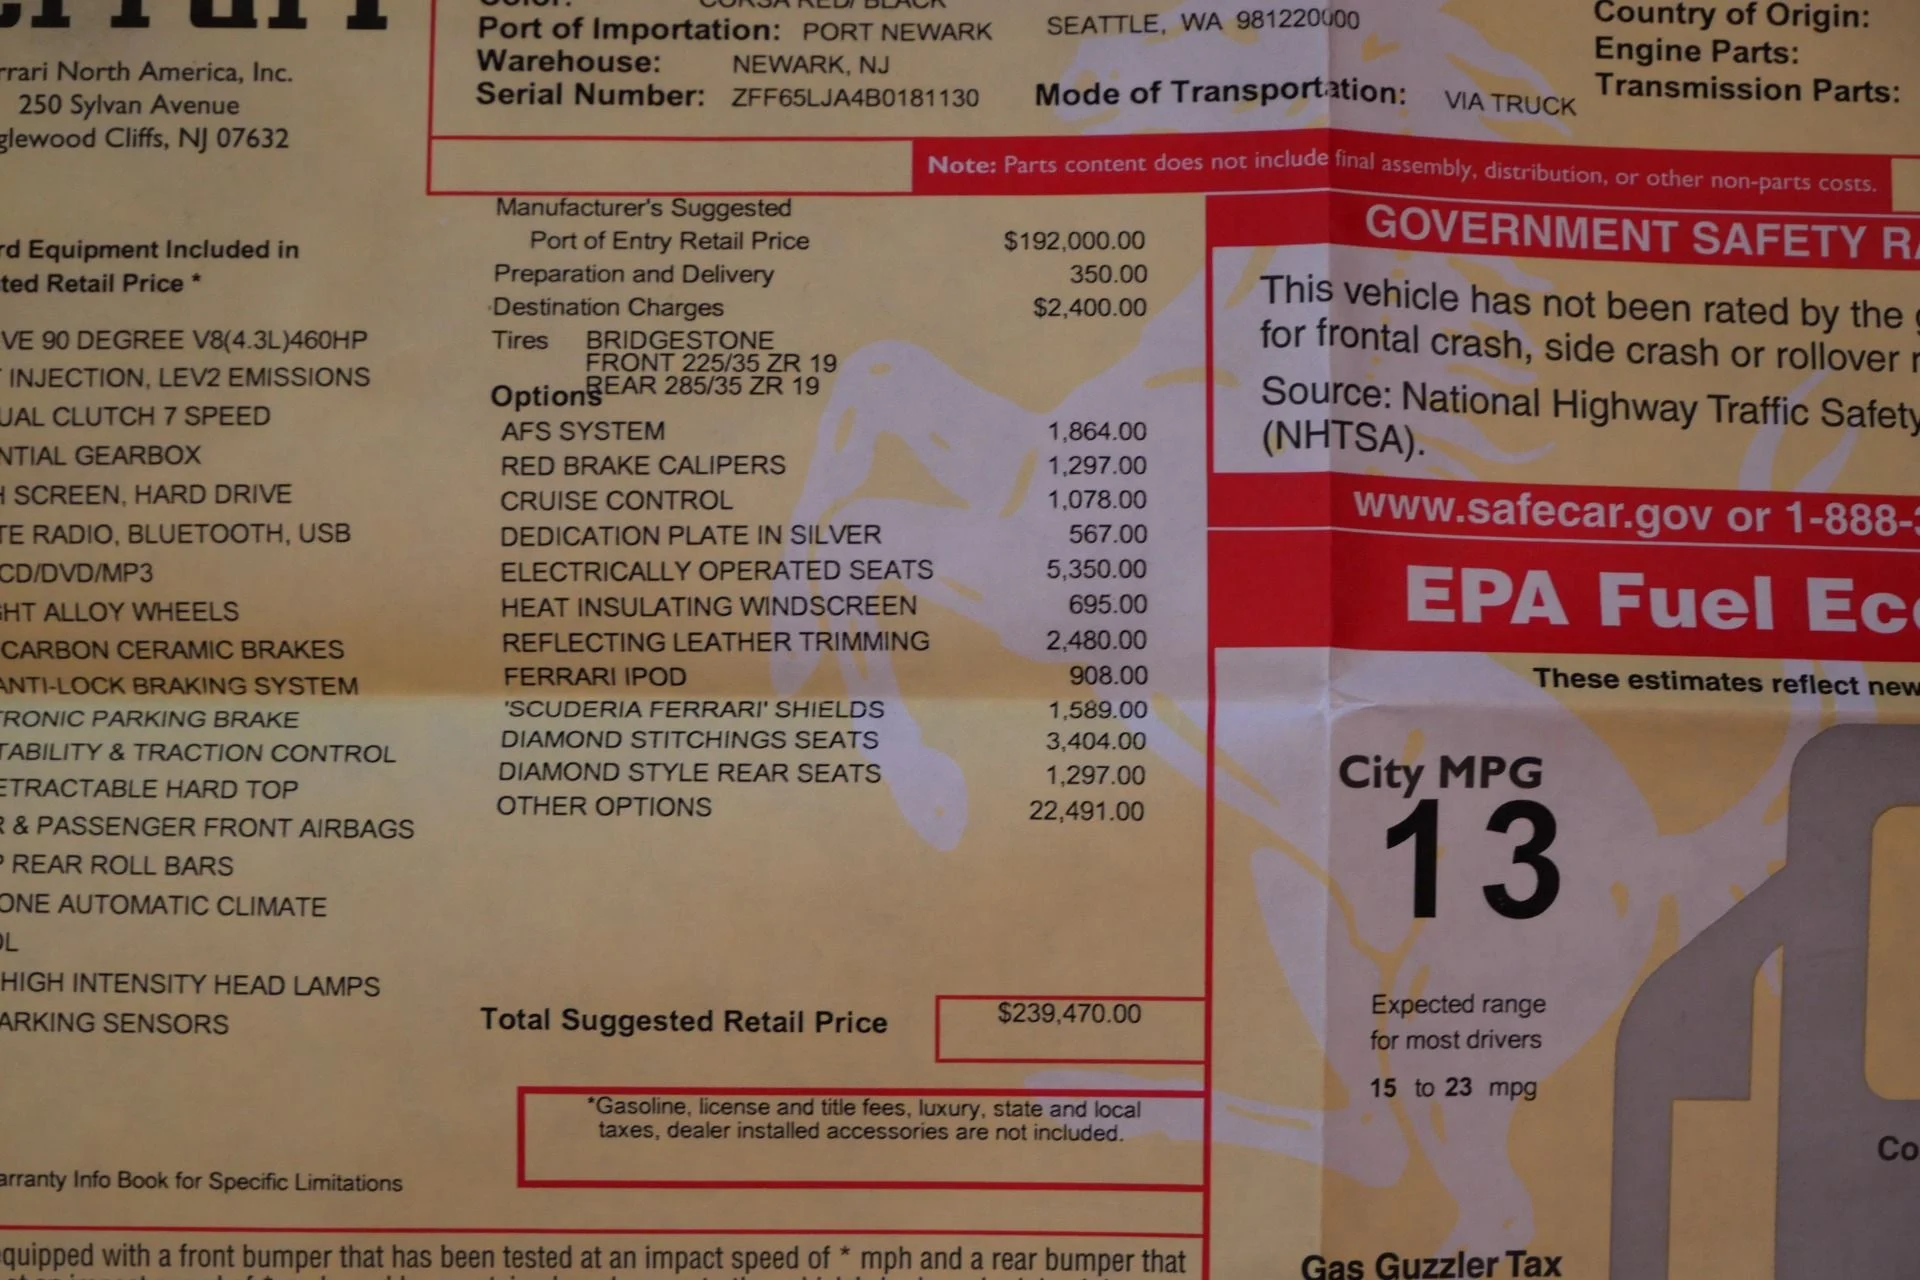 rrari North America, Inc.
250 Sylvan Avenue
glewood Cliffs, NJ 07632
Color: CORSA RED/ BLACK
Port of Importation: PORT NEWARK
Warehouse: NEWARK, NJ
Serial Number: ZFF65LJA4B0181130
SEATTLE, WA 981220000
Mode of Transportation: VIA TRUCK
Country of Origin:
Engine Parts:
Transmission Parts:
Note: Parts content does not include final assembly, distribution, or other non-parts costs.
rd Equipment Included in
ted Retail Price *
VE 90 DEGREE V8(4.3L)460HP
INJECTION, LEV2 EMISSIONS
UAL CLUTCH 7 SPEED
NTIAL GEARBOX
H SCREEN, HARD DRIVE
TE RADIO, BLUETOOTH, USB
CD/DVD/MP3
GHT ALLOY WHEELS
CARBON CERAMIC BRAKES
ANTI-LOCK BRAKING SYSTEM
TRONIC PARKING BRAKE
TABILITY & TRACTION CONTROL
ETRACTABLE HARD TOP
R & PASSENGER FRONT AIRBAGS
P REAR ROLL BARS
ONE AUTOMATIC CLIMATE
OL
HIGH INTENSITY HEAD LAMPS
ARKING SENSORS
arranty Info Book for Specific Limitations
Manufacturer's Suggested
Port of Entry Retail Price $192,000.00
Preparation and Delivery 350.00
Destination Charges $2,400.00
Tires BRIDGESTONE
FRONT 225/35 ZR 19
REAR 285/35 ZR 19
Options
AFS SYSTEM 1,864.00
RED BRAKE CALIPERS 1,297.00
CRUISE CONTROL 1,078.00
DEDICATION PLATE IN SILVER 567.00
ELECTRICALLY OPERATED SEATS 5,350.00
HEAT INSULATING WINDSCREEN 695.00
REFLECTING LEATHER TRIMMING 2,480.00
FERRARI IPOD 908.00
'SCUDERIA FERRARI' SHIELDS 1,589.00
DIAMOND STITCHINGS SEATS 3,404.00
DIAMOND STYLE REAR SEATS 1,297.00
OTHER OPTIONS 22,491.00
Total Suggested Retail Price $239,470.00
*Gasoline, license and title fees, luxury, state and local
taxes, dealer installed accessories are not included.
GOVERNMENT SAFETY RA
This vehicle has not been rated by the g
for frontal crash, side crash or rollover r
Source: National Highway Traffic Safety
(NHTSA).
www.safecar.gov or 1-888-3
EPA Fuel Eco
These estimates reflect new
City MPG
13
Expected range
for most drivers
15 to 23 mpg
Co
Gas Guzzler Tax
quipped with a front bumper that has been tested at an impact speed of * mph and a rear bumper that